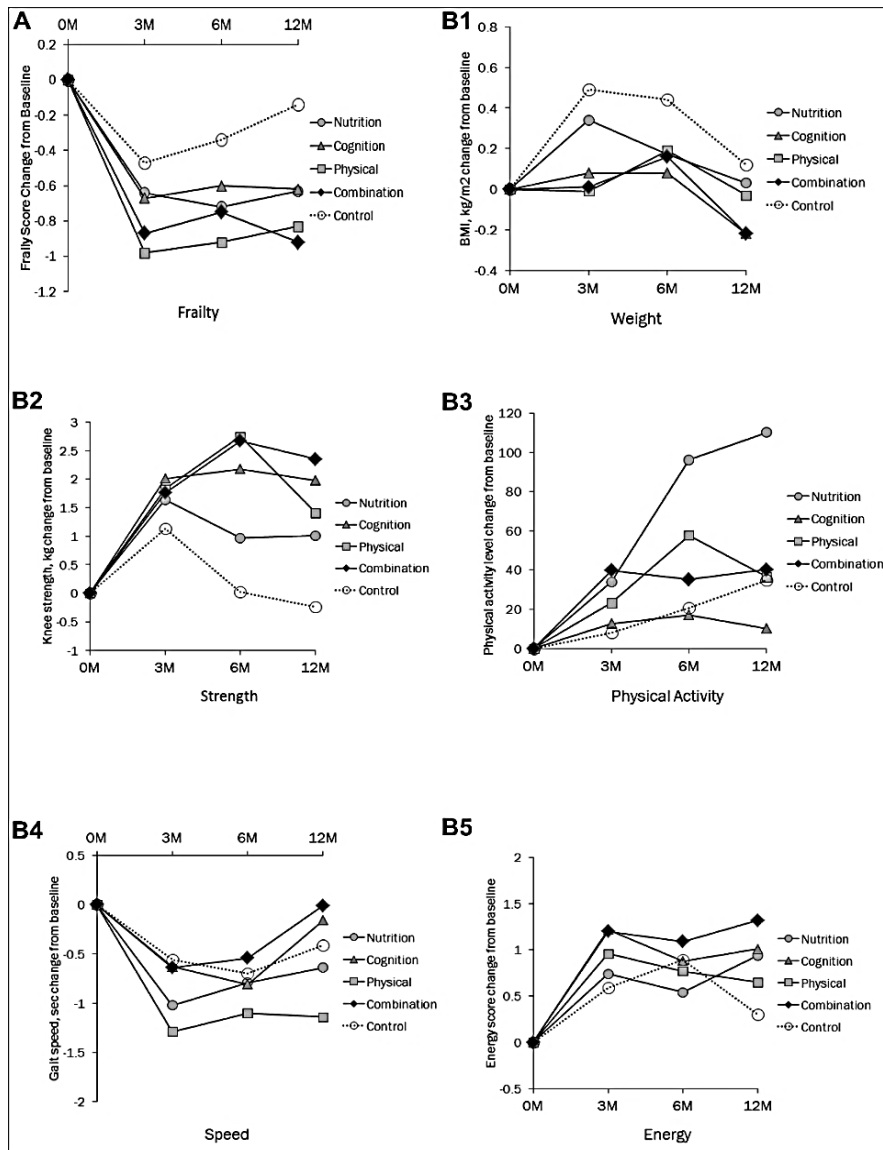 A
0M 3M 6M 12M
0.2
0
-0.2
-0.4
-0.6
-0.8
-1
-1.2
Frailty Score Change from Baseline
Nutrition
Cognition
Physical
Combination
Control
Frailty
B1
0.8
0.6
0.4
0.2
0
-0.2
-0.4
BMI, kg/m2 change from baseline
0M 3M 6M 12M
Nutrition
Cognition
Physical
Combination
Control
Weight
B2
3
2.5
2
1.5
1
0.5
0
-0.5
-1
Knee strength, kg change from baseline
0M 3M 6M 12M
Nutrition
Cognition
Physical
Combination
Control
Strength
B3
120
100
80
60
40
20
0
Physical activity level change from baseline
0M 3M 6M 12M
Nutrition
Cognition
Physical
Combination
Control
Physical Activity
B4
0M 3M 6M 12M
0.5
0
-0.5
-1
-1.5
-2
Gait speed, sec change from baseline
Nutrition
Cognition
Physical
Combination
Control
Speed
B5
2
1.5
1
0.5
0
-0.5
Energy score change from baseline
0M 3M 6M 12M
Nutrition
Cognition
Physical
Combination
Control
Energy